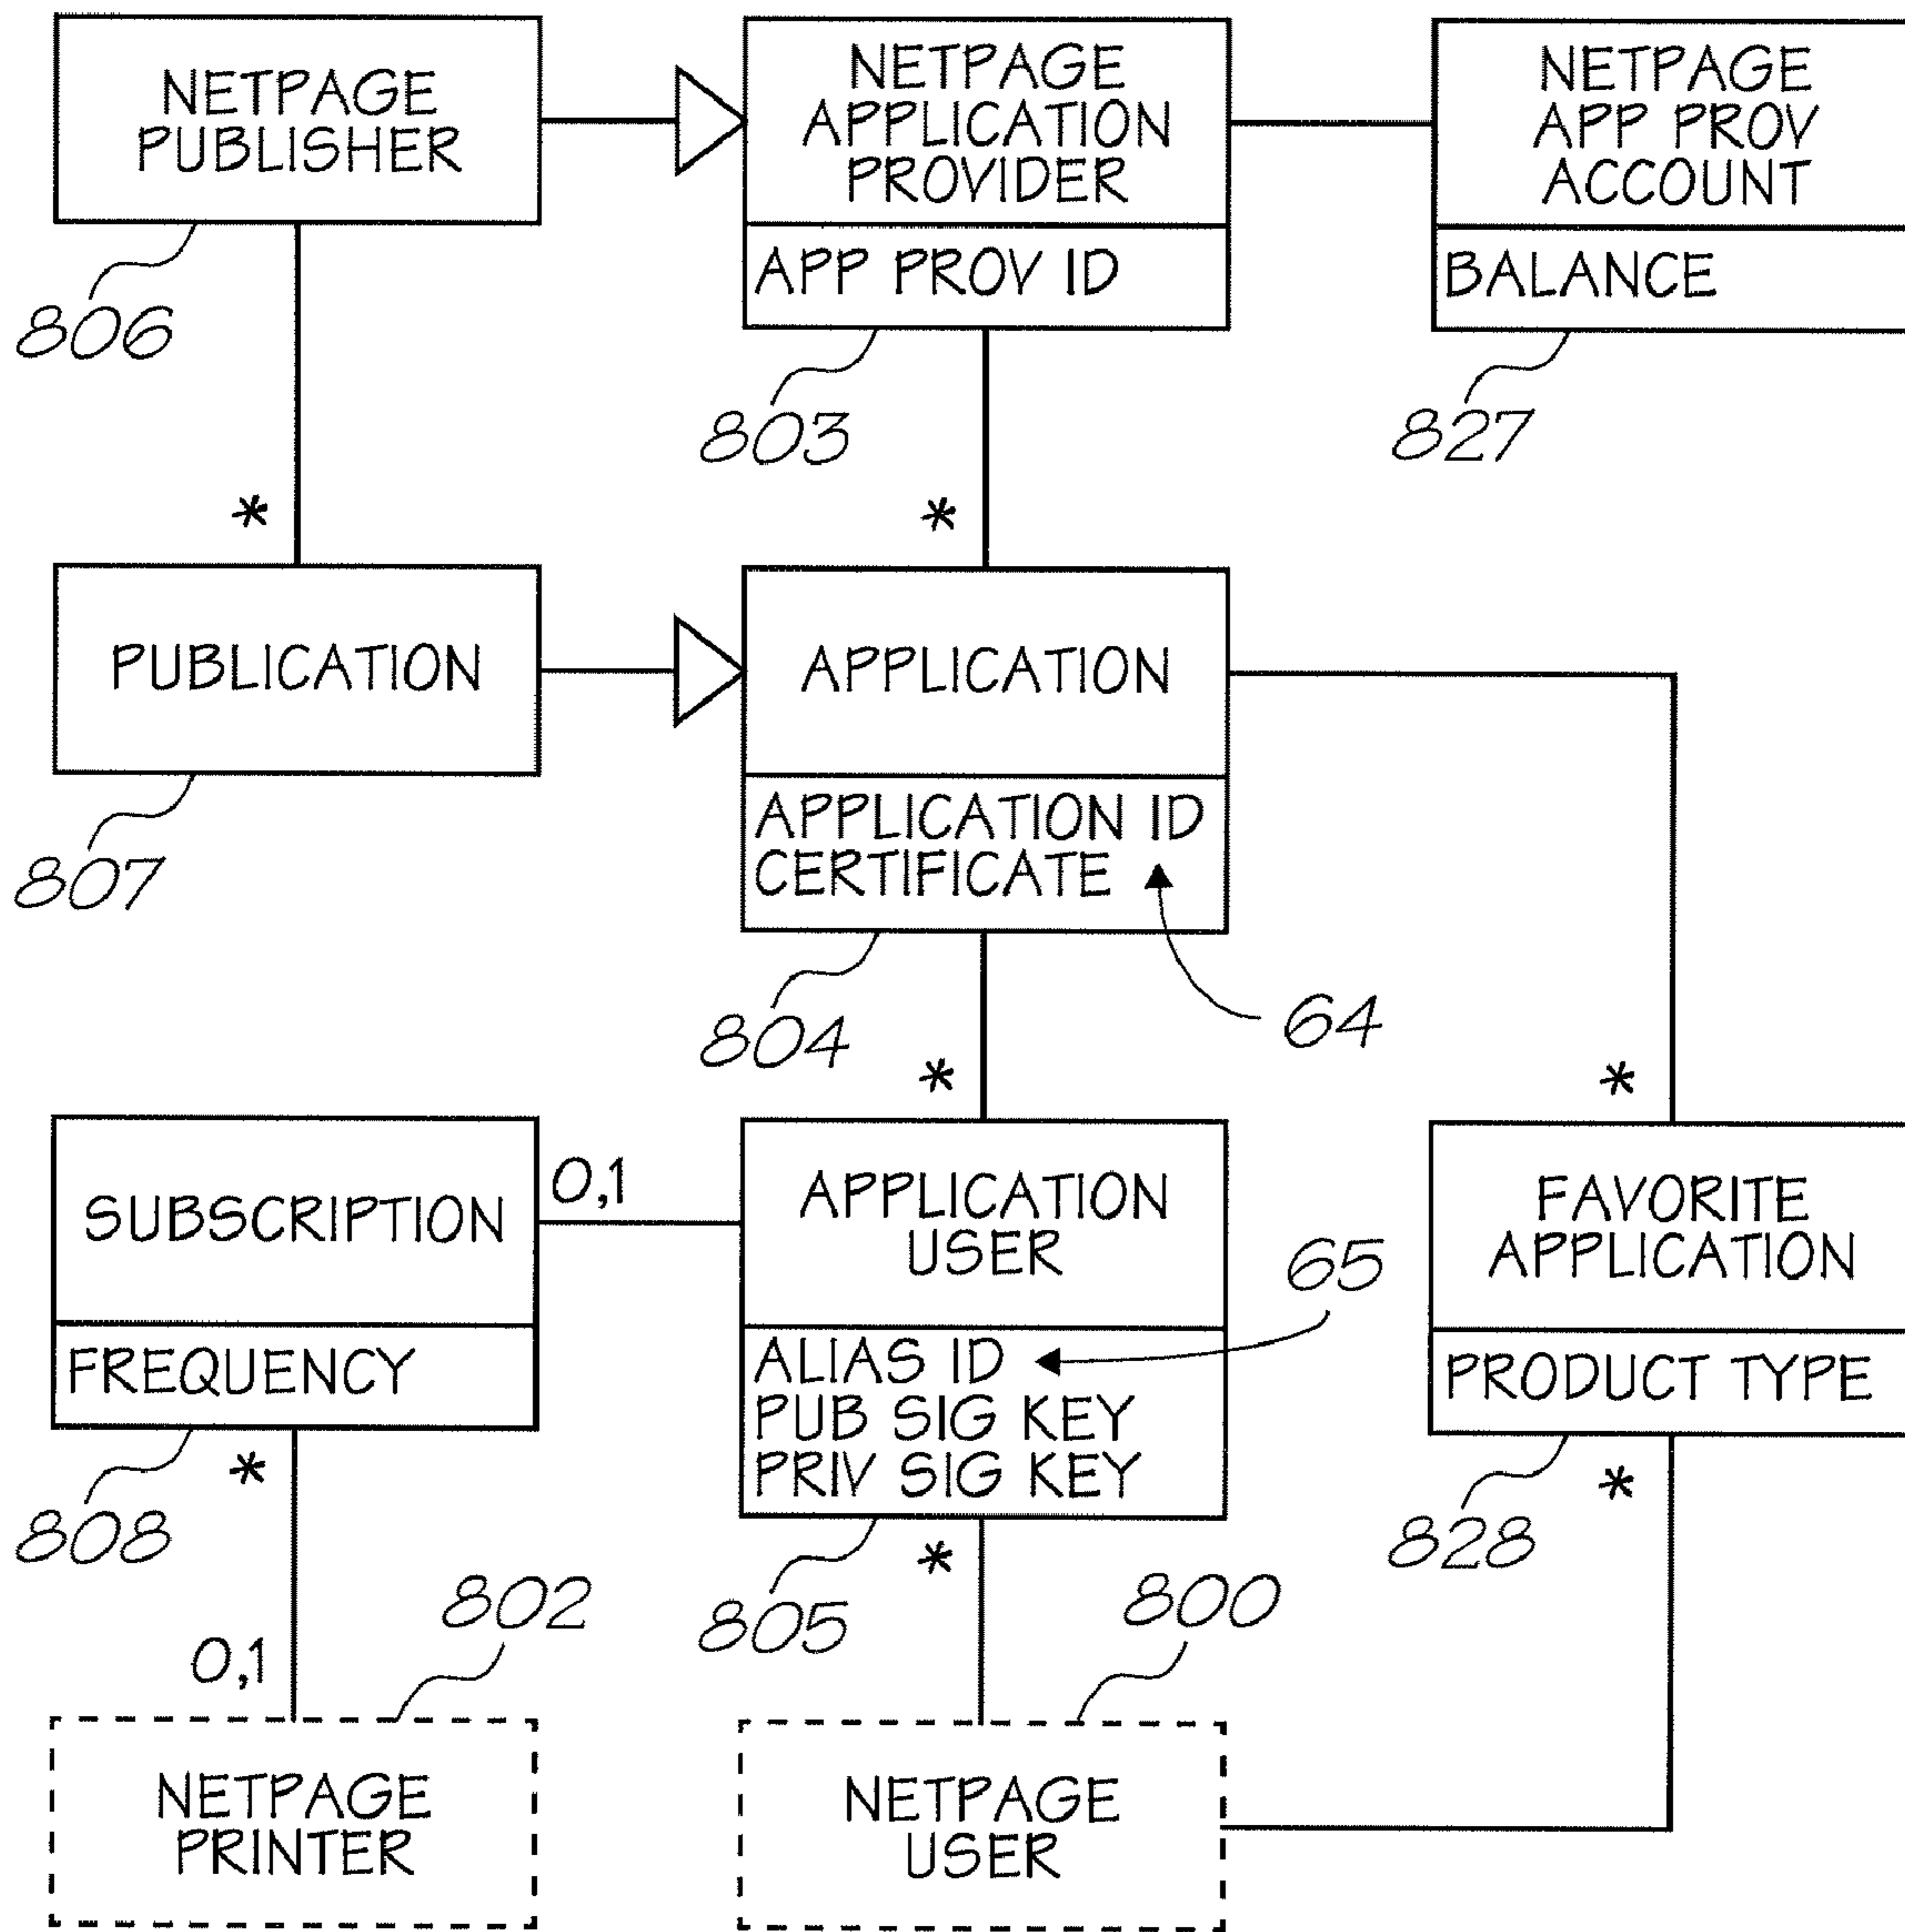 NETPAGE
PUBLISHER
806
NETPAGE
APPLICATION
PROVIDER
APP PROV ID
803
NETPAGE
APP PROV
ACCOUNT
BALANCE
827
*
*
PUBLICATION
807
APPLICATION
APPLICATION ID
CERTIFICATE
64
804
*
*
SUBSCRIPTION
FREQUENCY
0,1
808
*
APPLICATION
USER
ALIAS ID
PUB SIG KEY
PRIV SIG KEY
65
805
*
FAVORITE
APPLICATION
PRODUCT TYPE
828
*
802
0,1
800
NETPAGE
PRINTER
NETPAGE
USER